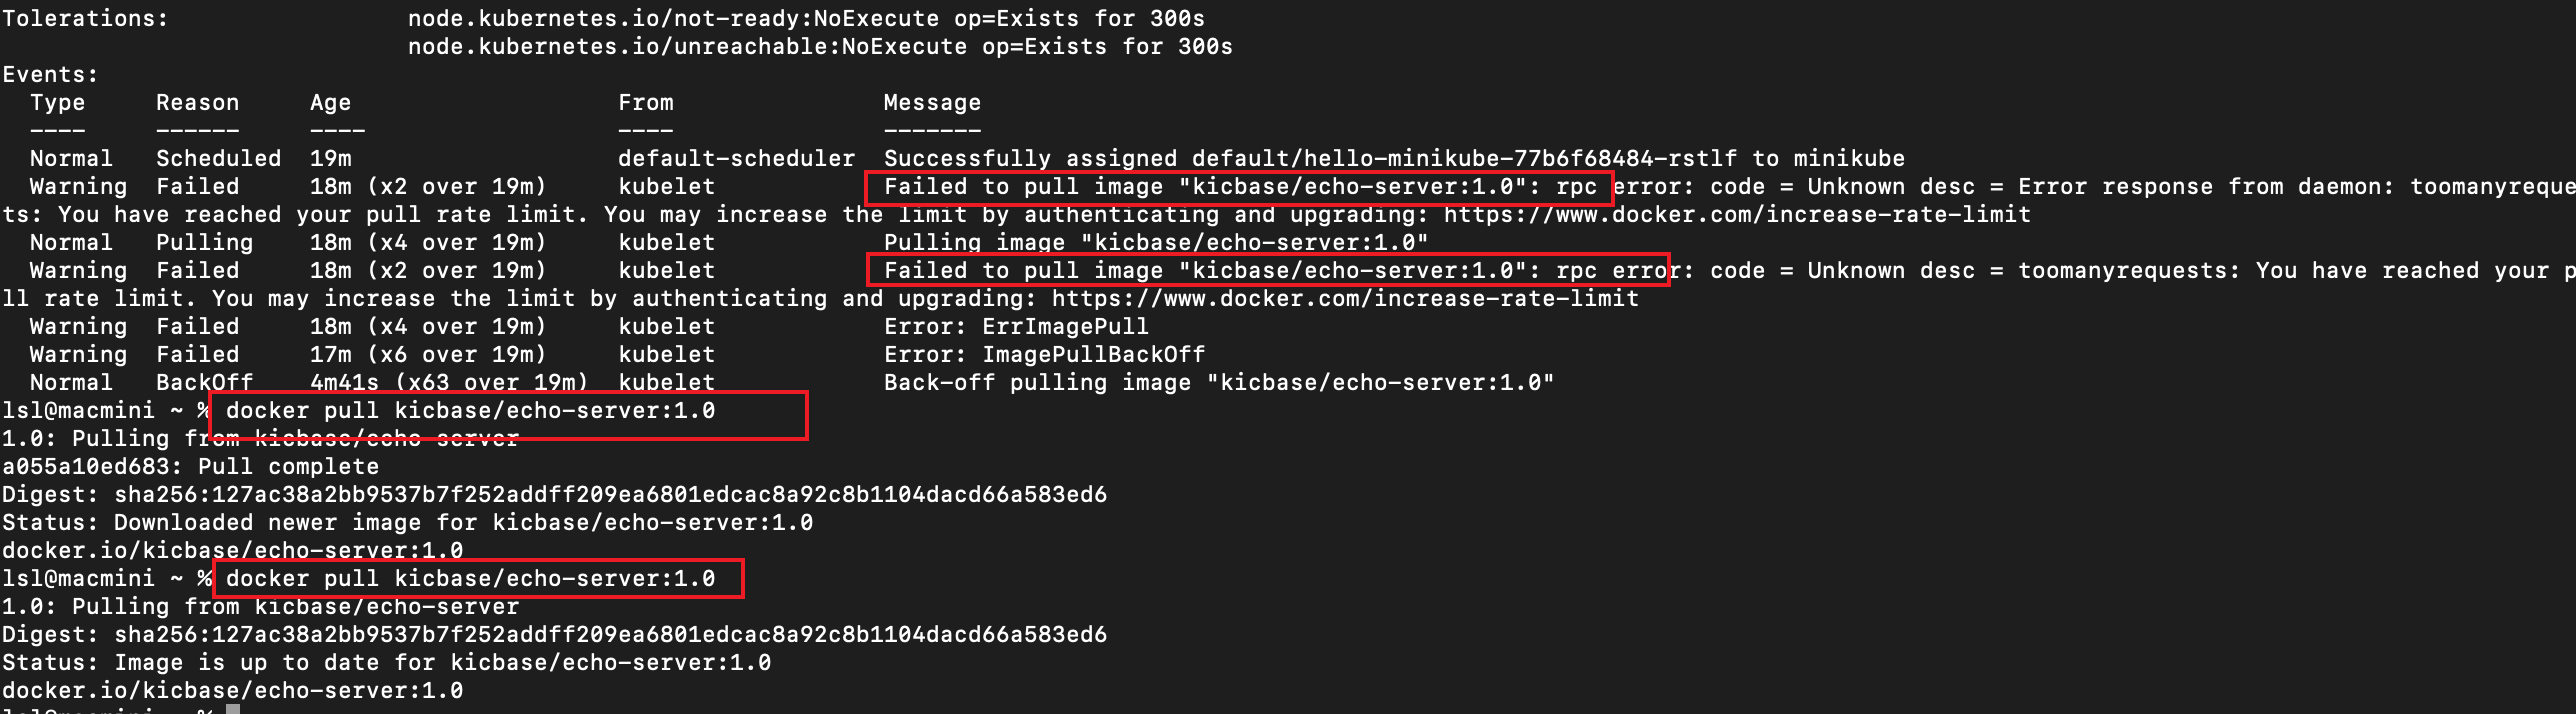 Tolerations:                 node.kubernetes.io/not-ready:NoExecute op=Exists for 300s
                             node.kubernetes.io/unreachable:NoExecute op=Exists for 300s
Events:
  Type     Reason     Age                   From               Message
  ----     ------     ----                  ----               -------
  Normal   Scheduled  19m                   default-scheduler  Successfully assigned default/hello-minikube-77b6f68484-rstlf to minikube
  Warning  Failed     18m (x2 over 19m)     kubelet            Failed to pull image "kicbase/echo-server:1.0": rpc error: code = Unknown desc = Error response from daemon: toomanyreque
ts: You have reached your pull rate limit. You may increase the limit by authenticating and upgrading: https://www.docker.com/increase-rate-limit
  Normal   Pulling    18m (x4 over 19m)     kubelet            Pulling image "kicbase/echo-server:1.0"
  Warning  Failed     18m (x2 over 19m)     kubelet            Failed to pull image "kicbase/echo-server:1.0": rpc error: code = Unknown desc = toomanyrequests: You have reached your p
ll rate limit. You may increase the limit by authenticating and upgrading: https://www.docker.com/increase-rate-limit
  Warning  Failed     18m (x4 over 19m)     kubelet            Error: ErrImagePull
  Warning  Failed     17m (x6 over 19m)     kubelet            Error: ImagePullBackOff
  Normal   BackOff    4m41s (x63 over 19m)  kubelet            Back-off pulling image "kicbase/echo-server:1.0"
lsl@macmini ~ % docker pull kicbase/echo-server:1.0
1.0: Pulling from kicbase/echo-server
a055a10ed683: Pull complete
Digest: sha256:127ac38a2bb9537b7f252addff209ea6801edcac8a92c8b1104dacd66a583ed6
Status: Downloaded newer image for kicbase/echo-server:1.0
docker.io/kicbase/echo-server:1.0
lsl@macmini ~ % docker pull kicbase/echo-server:1.0
1.0: Pulling from kicbase/echo-server
Digest: sha256:127ac38a2bb9537b7f252addff209ea6801edcac8a92c8b1104dacd66a583ed6
Status: Image is up to date for kicbase/echo-server:1.0
docker.io/kicbase/echo-server:1.0
lsl@macmini ~ %